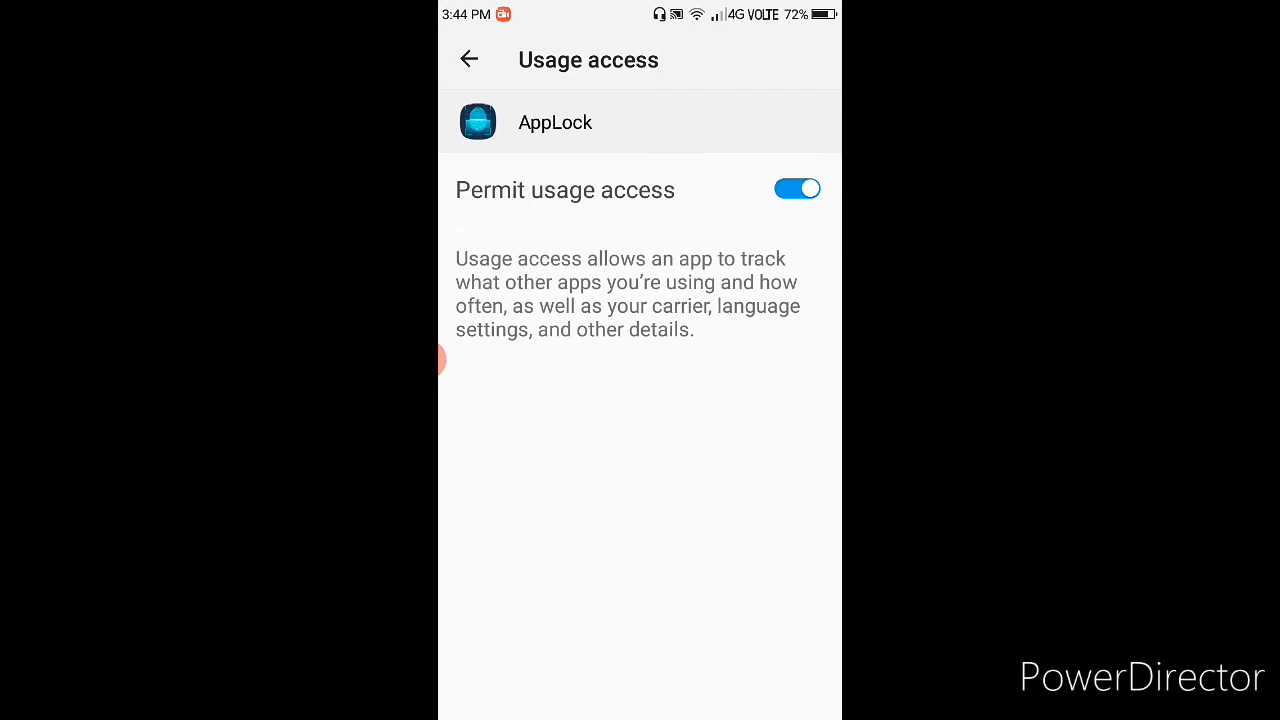 3:44 PM 4G VOLTE 72%
Usage access
AppLock
Permit usage access
Usage access allows an app to track
what other apps you're using and how
often, as well as your carrier, language
settings, and other details.
PowerDirector